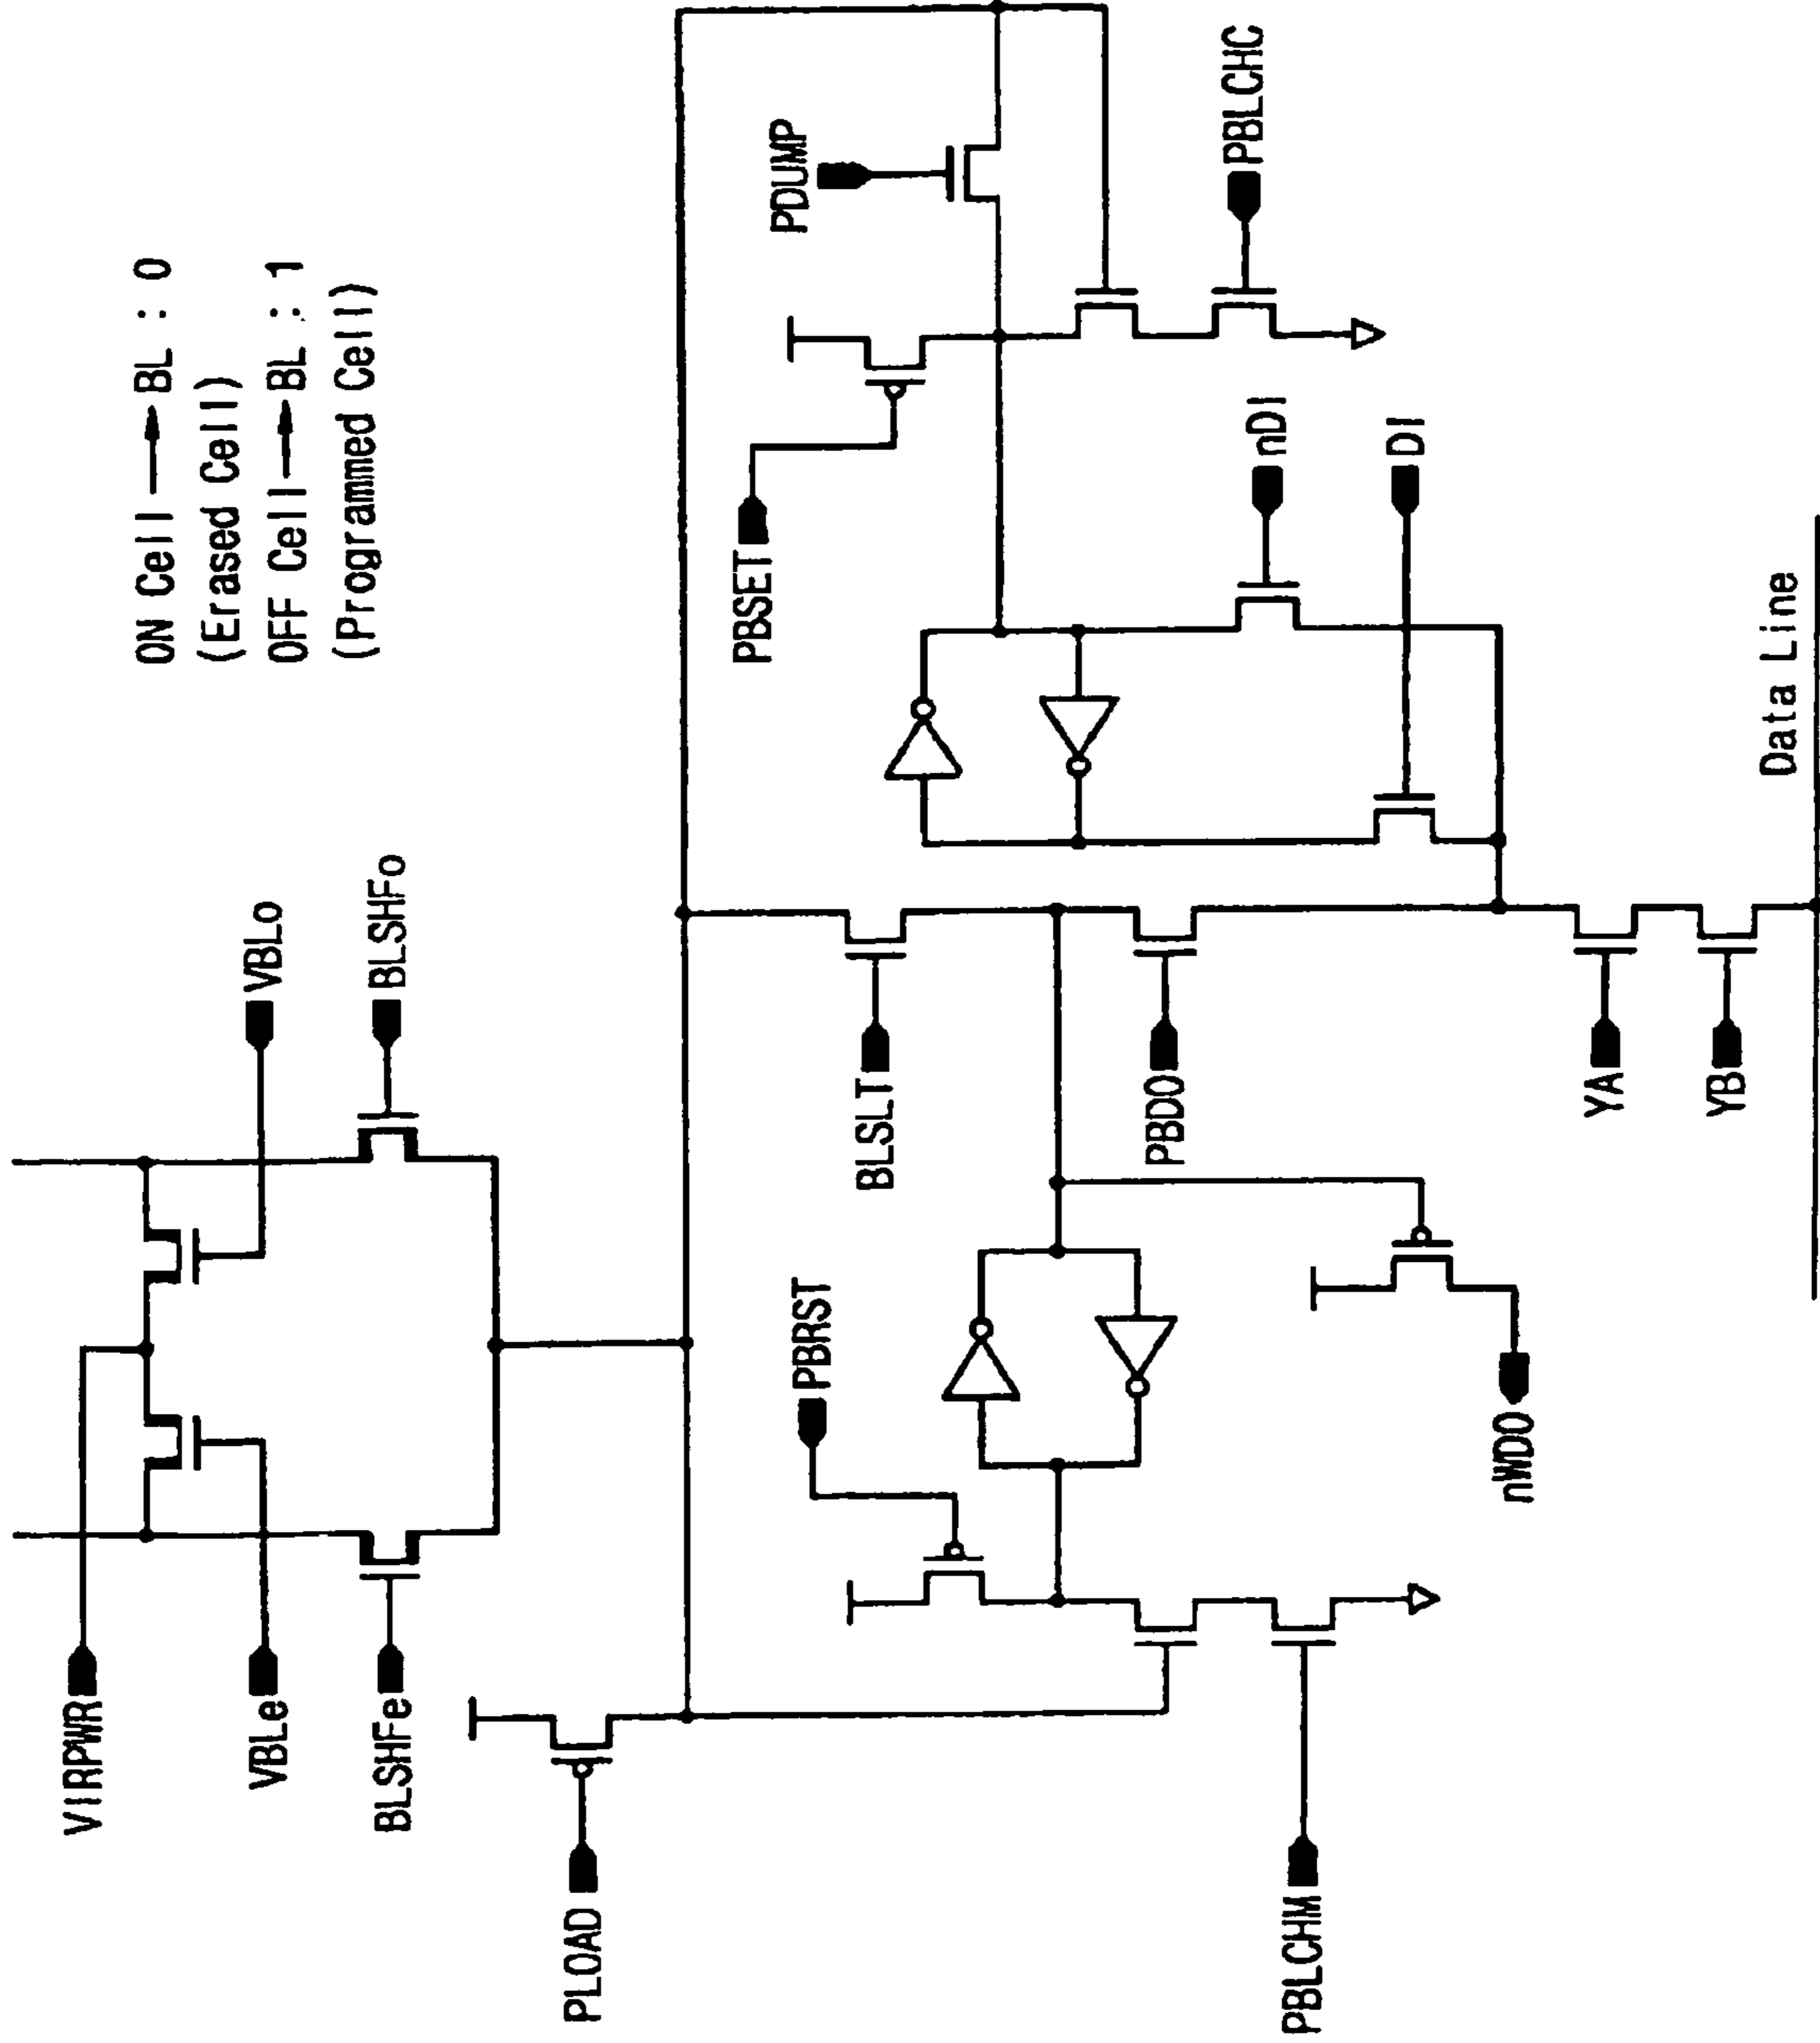 VIRPWR
VBLe
BLSHFe
VBLo
BLSHFo
ON Cell → BL : 0
(Erased Cell)
OFF Cell → BL : 1
(Programmed Cell)
PLOAD
PBLCHM
PBRST
nWDO
BLSLT
PBDO
YA
YB
PBSET
PDUMP
PBLCHC
nDI
DI
Data Line